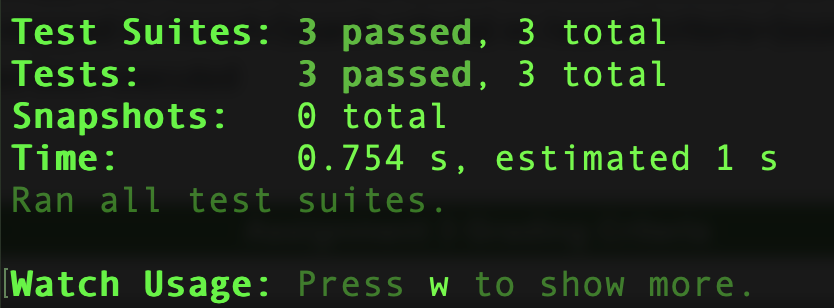 Test Suites: 3 passed, 3 total
Tests: 3 passed, 3 total
Snapshots: 0 total
Time: 0.754 s, estimated 1 s
Ran all test suites.
Watch Usage: Press w to show more.